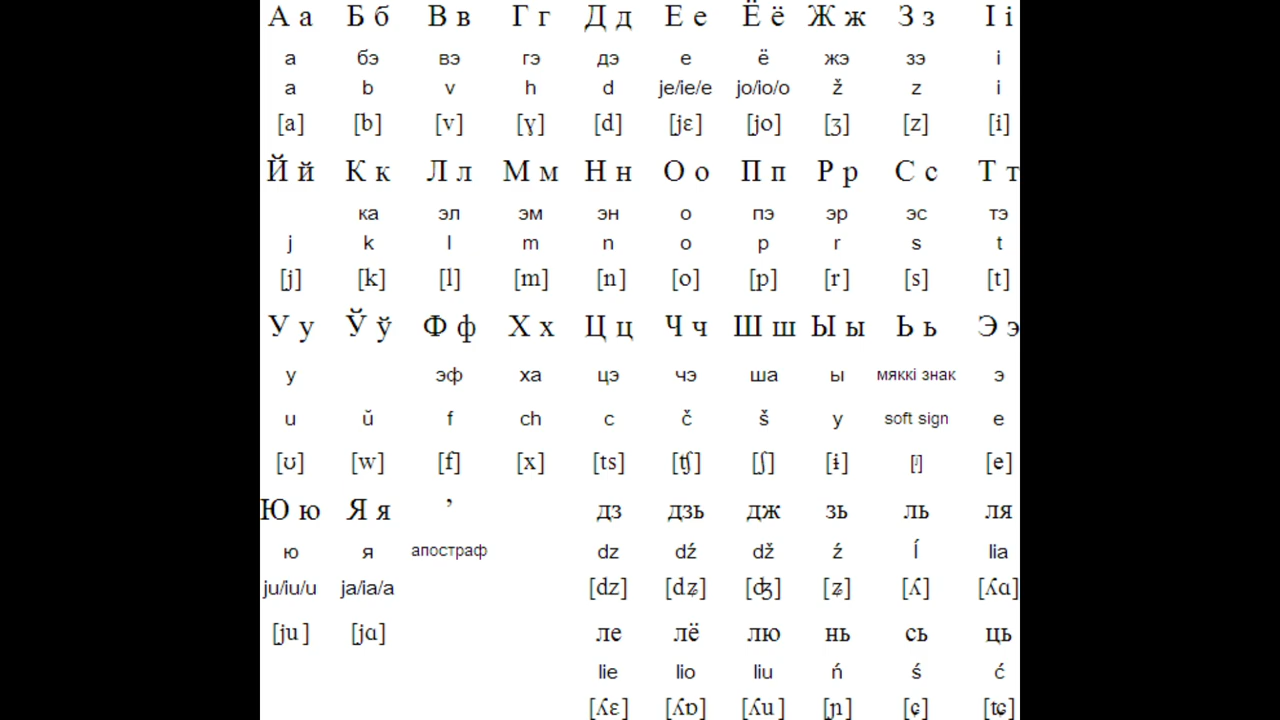 А а Б б В в Г г Д д Е е Ё ё Ж ж З з І і
а бэ вэ гэ дэ е ё жэ зэ і
a b v h d je/ie/e jo/io/o ž z i
[a] [b] [v] [ɣ] [d] [jɛ] [jo] [ʒ] [z] [i]
Й й К к Л л М м Н н О о П п Р р С с Т т
ка эл эм эн о пэ эр эс тэ
j k l m n o p r s t
[j] [k] [l] [m] [n] [o] [p] [r] [s] [t]
У у Ў ў Ф ф Х х Ц ц Ч ч Ш ш Ы ы Ь ь Э э
у эф ха цэ чэ ша ы мяккі знак э
u ŭ f ch c č š y soft sign e
[ʊ] [w] [f] [x] [ts] [ʧ] [ʃ] [ɨ] [ʲ] [e]
Ю ю Я я ’ дз дзь дж зь ль ля
ю я апостраф dz dź dž ź ĺ lia
ju/iu/u ja/ia/a [dz] [dʑ] [ʤ] [ʑ] [ʎ] [ʎɑ]
[ju] [jɑ] ле лё лю нь сь ць
lie lio liu ń ś ć
[ʎɛ] [ʎɒ] [ʎu] [ɲ] [ɕ] [ʨ]